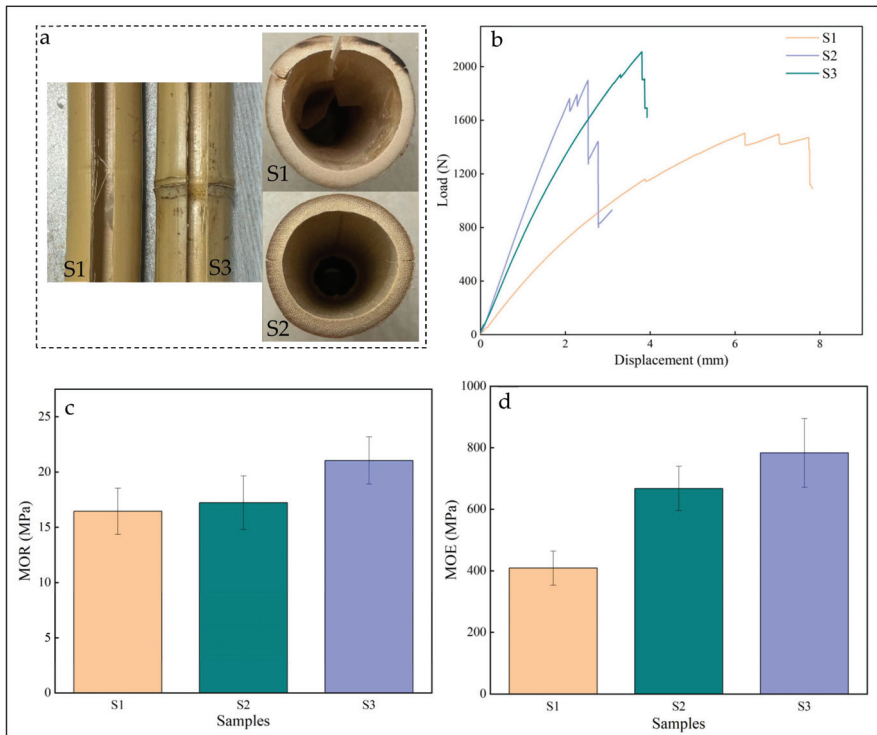 a
S1
S3
S1
S2
b
S1
S2
S3
2000
1600
1200
800
400
0
Load (N)
0
2
4
6
8
Displacement (mm)
c
25
20
15
10
5
0
MOR (MPa)
S1
S2
S3
Samples
d
1000
800
600
400
200
0
MOE (MPa)
S1
S2
S3
Samples